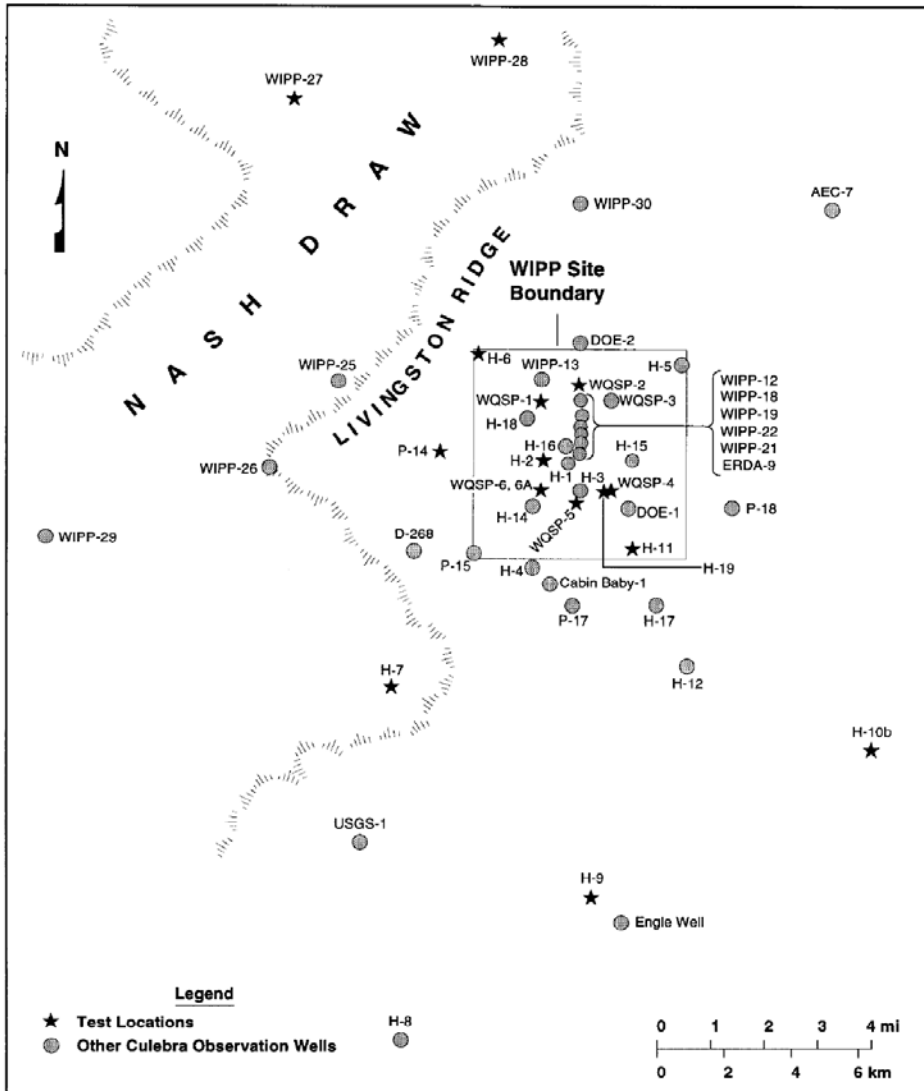 WIPP-28
WIPP-27
N
NASH DRAW
LIVINGSTON RIDGE
AEC-7
WIPP-30
WIPP Site
Boundary
DOE-2
H-6
WIPP-25
WIPP-13
H-5
WQSP-2
WQSP-1
WQSP-3
H-18
WIPP-12
WIPP-18
WIPP-19
WIPP-22
WIPP-21
ERDA-9
P-14
H-16
H-15
WIPP-26
H-2
H-1
H-3
WQSP-6, 6A
WQSP-4
H-14
WQSP-5
DOE-1
P-18
WIPP-29
D-268
H-11
P-15
H-4
H-19
Cabin Baby-1
P-17
H-17
H-7
H-12
H-10b
USGS-1
H-9
Engle Well
Legend
Test Locations
Other Culebra Observation Wells
H-8
0 1 2 3 4 mi
0 2 4 6 km